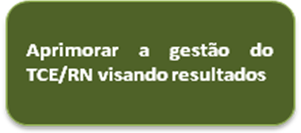 Aprimorar a gestão do
TCE/RN visando resultados